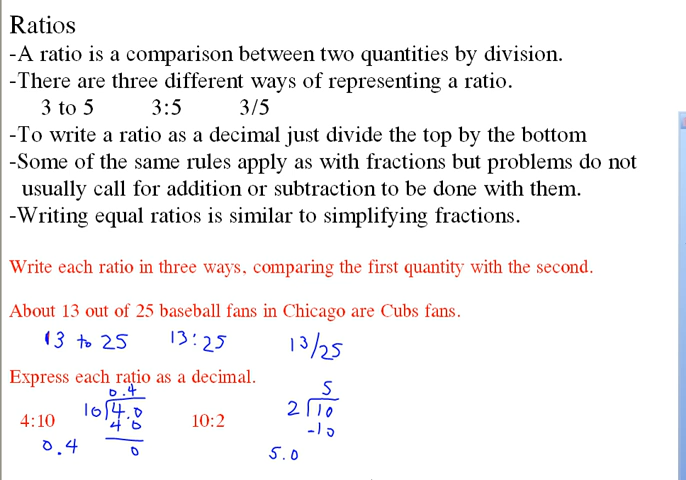 Ratios
-A ratio is a comparison between two quantities by division.
-There are three different ways of representing a ratio.
3 to 5 3:5 3/5
-To write a ratio as a decimal just divide the top by the bottom
-Some of the same rules apply as with fractions but problems do not
usually call for addition or subtraction to be done with them.
-Writing equal ratios is similar to simplifying fractions.
Write each ratio in three ways, comparing the first quantity with the second.
About 13 out of 25 baseball fans in Chicago are Cubs fans.
13 to 25 13:25 13/25
Express each ratio as a decimal.
0.4 5
10 4.0 2 10
4:10 4 0 10:2 -10
0.4 0 5.0